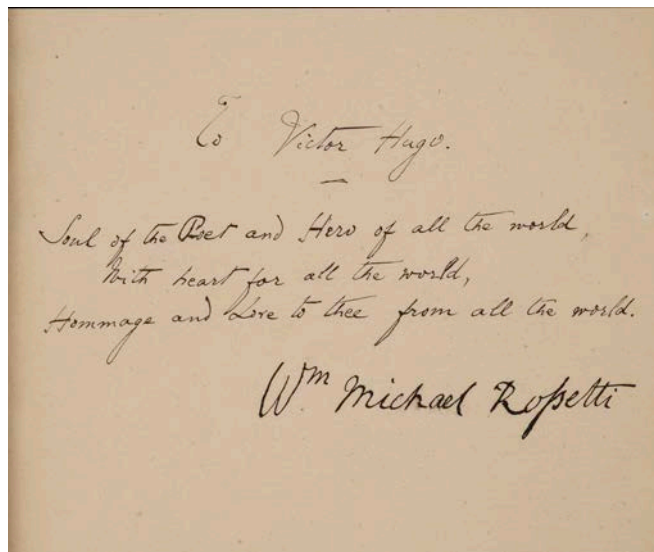 To Victor Hugo.
Soul of the Poet and Hero of all the world,
With heart for all the world,
Hommage and Love to thee from all the world.
Wm Michael Rossetti